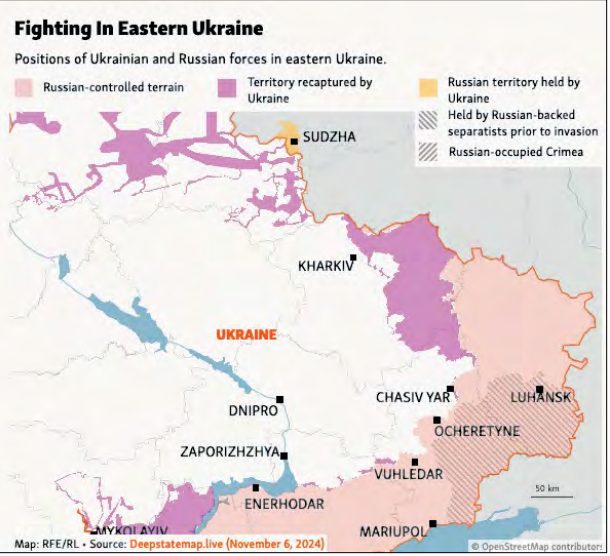 Fighting In Eastern Ukraine
Positions of Ukrainian and Russian forces in eastern Ukraine.
Russian-controlled terrain
Territory recaptured by
Ukraine
Russian territory held by
Ukraine
Held by Russian-backed
separatists prior to invasion
Russian-occupied Crimea
SUDZHA
KHARKIV
UKRAINE
CHASIV YAR
LUHANSK
DNIPRO
OCHERETYNE
ZAPORIZHZHYA
VUHLEDAR
ENERHODAR
50 km
MYKOLAYIV
MARIUPOL
Map: RFE/RL • Source: Deepstatemap.live (November 6, 2024)
© OpenStreetMap contributors